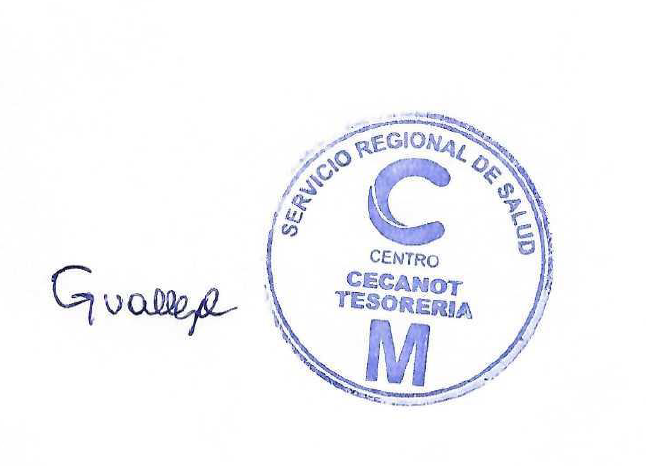 SERVICIO REGIONAL DE SALUD
C
CENTRO
CECANOT
TESORERIA
M